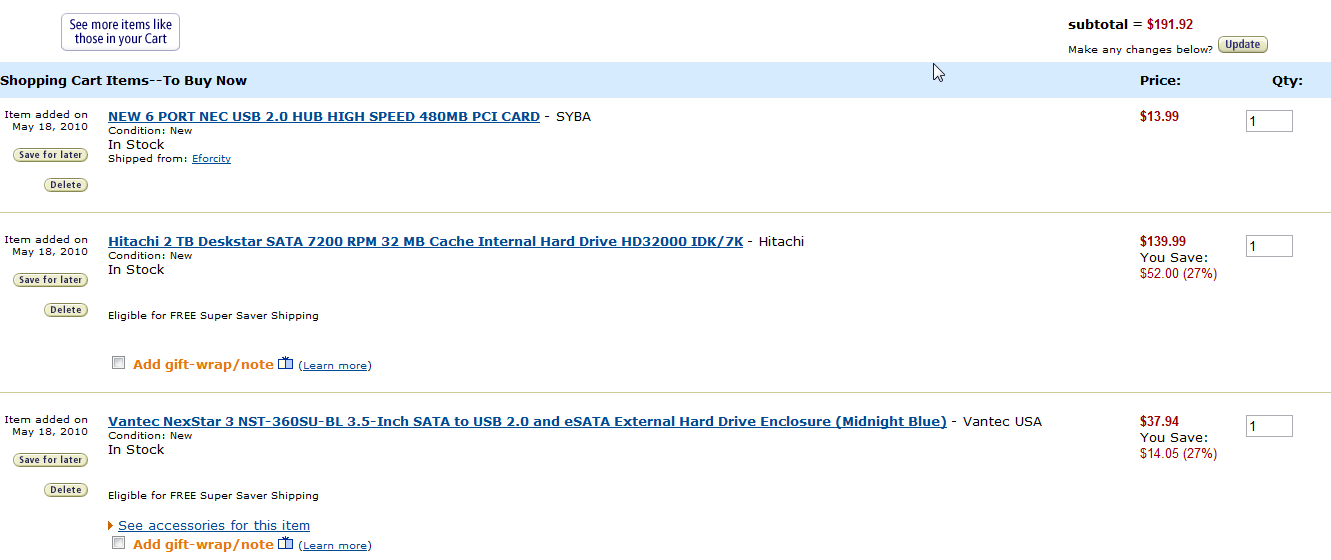 See more items like
those in your Cart
subtotal = $191.92
Make any changes below? Update
Shopping Cart Items--To Buy Now
Price:
Qty:
Item added on
May 18, 2010
Save for later
Delete
NEW 6 PORT NEC USB 2.0 HUB HIGH SPEED 480MB PCI CARD - SYBA
Condition: New
In Stock
Shipped from: Eforcity
$13.99
1
Item added on
May 18, 2010
Save for later
Delete
Hitachi 2 TB Deskstar SATA 7200 RPM 32 MB Cache Internal Hard Drive HD32000 IDK/7K - Hitachi
Condition: New
In Stock
Eligible for FREE Super Saver Shipping
Add gift-wrap/note (Learn more)
$139.99
You Save:
$52.00 (27%)
1
Item added on
May 18, 2010
Save for later
Delete
Vantec NexStar 3 NST-360SU-BL 3.5-Inch SATA to USB 2.0 and eSATA External Hard Drive Enclosure (Midnight Blue) - Vantec USA
Condition: New
In Stock
Eligible for FREE Super Saver Shipping
See accessories for this item
Add gift-wrap/note (Learn more)
$37.94
You Save:
$14.05 (27%)
1